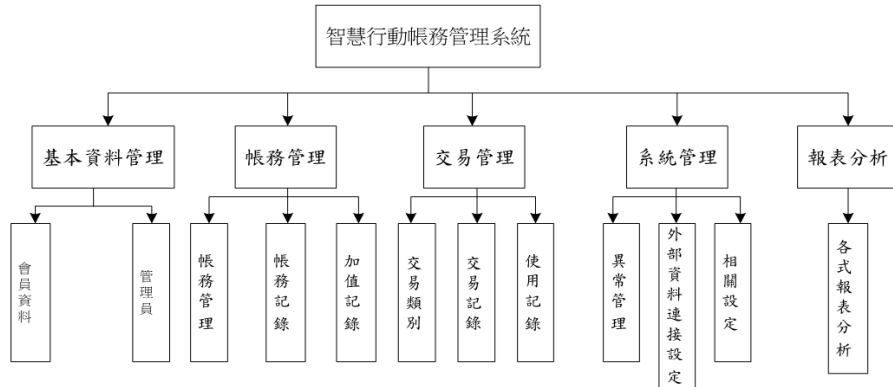 智慧行動帳務管理系統
基本資料管理
帳務管理
交易管理
系統管理
報表分析
會員資料
管理員
帳務管理
帳務記錄
加值記錄
交易類別
交易記錄
使用記錄
異常管理
外部資料連接設定
相關設定
各式報表分析